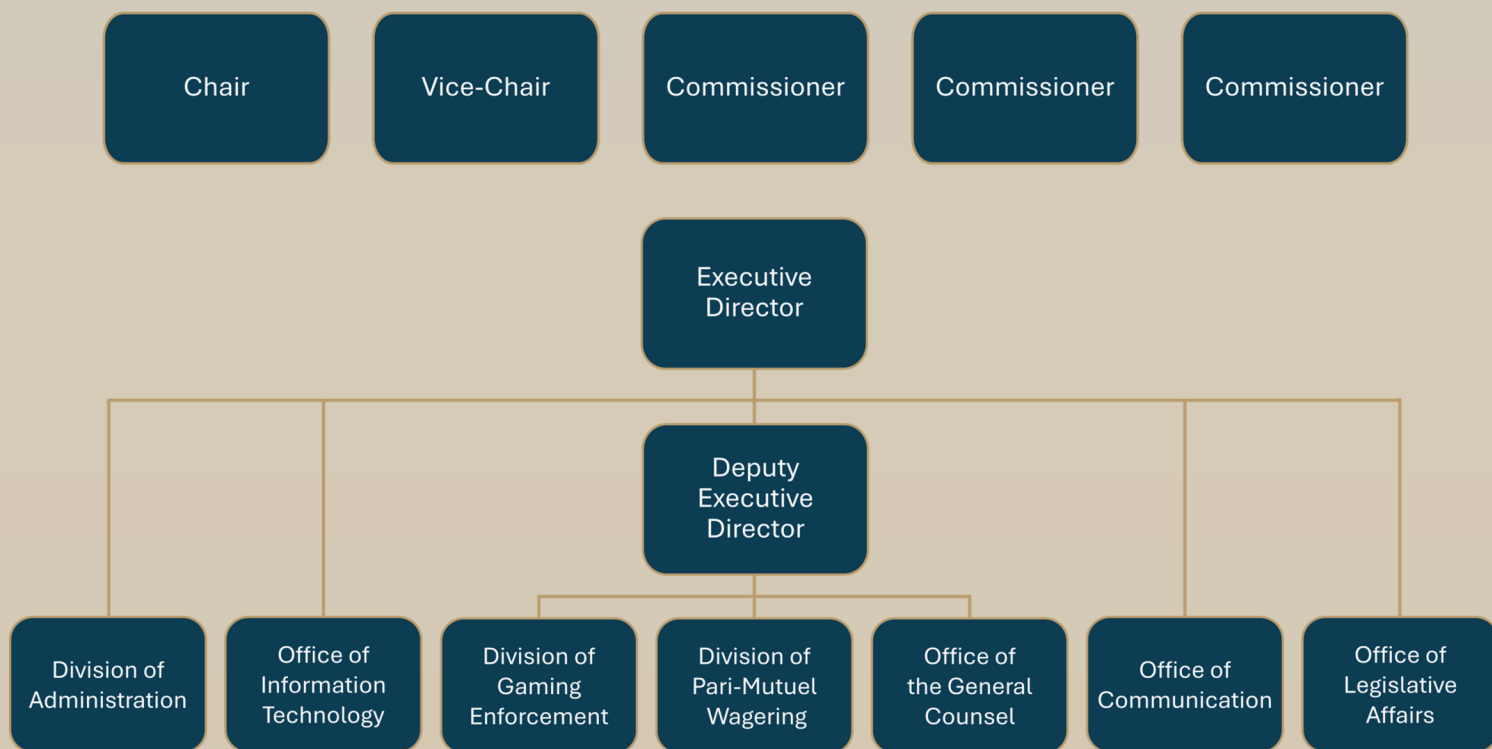 Chair
Vice-Chair
Commissioner
Commissioner
Commissioner
Executive
Director
Deputy
Executive
Director
Division of
Administration
Office of
Information
Technology
Division of
Gaming
Enforcement
Division of
Pari-Mutuel
Wagering
Office of
the General
Counsel
Office of
Communication
Office of
Legislative
Affairs